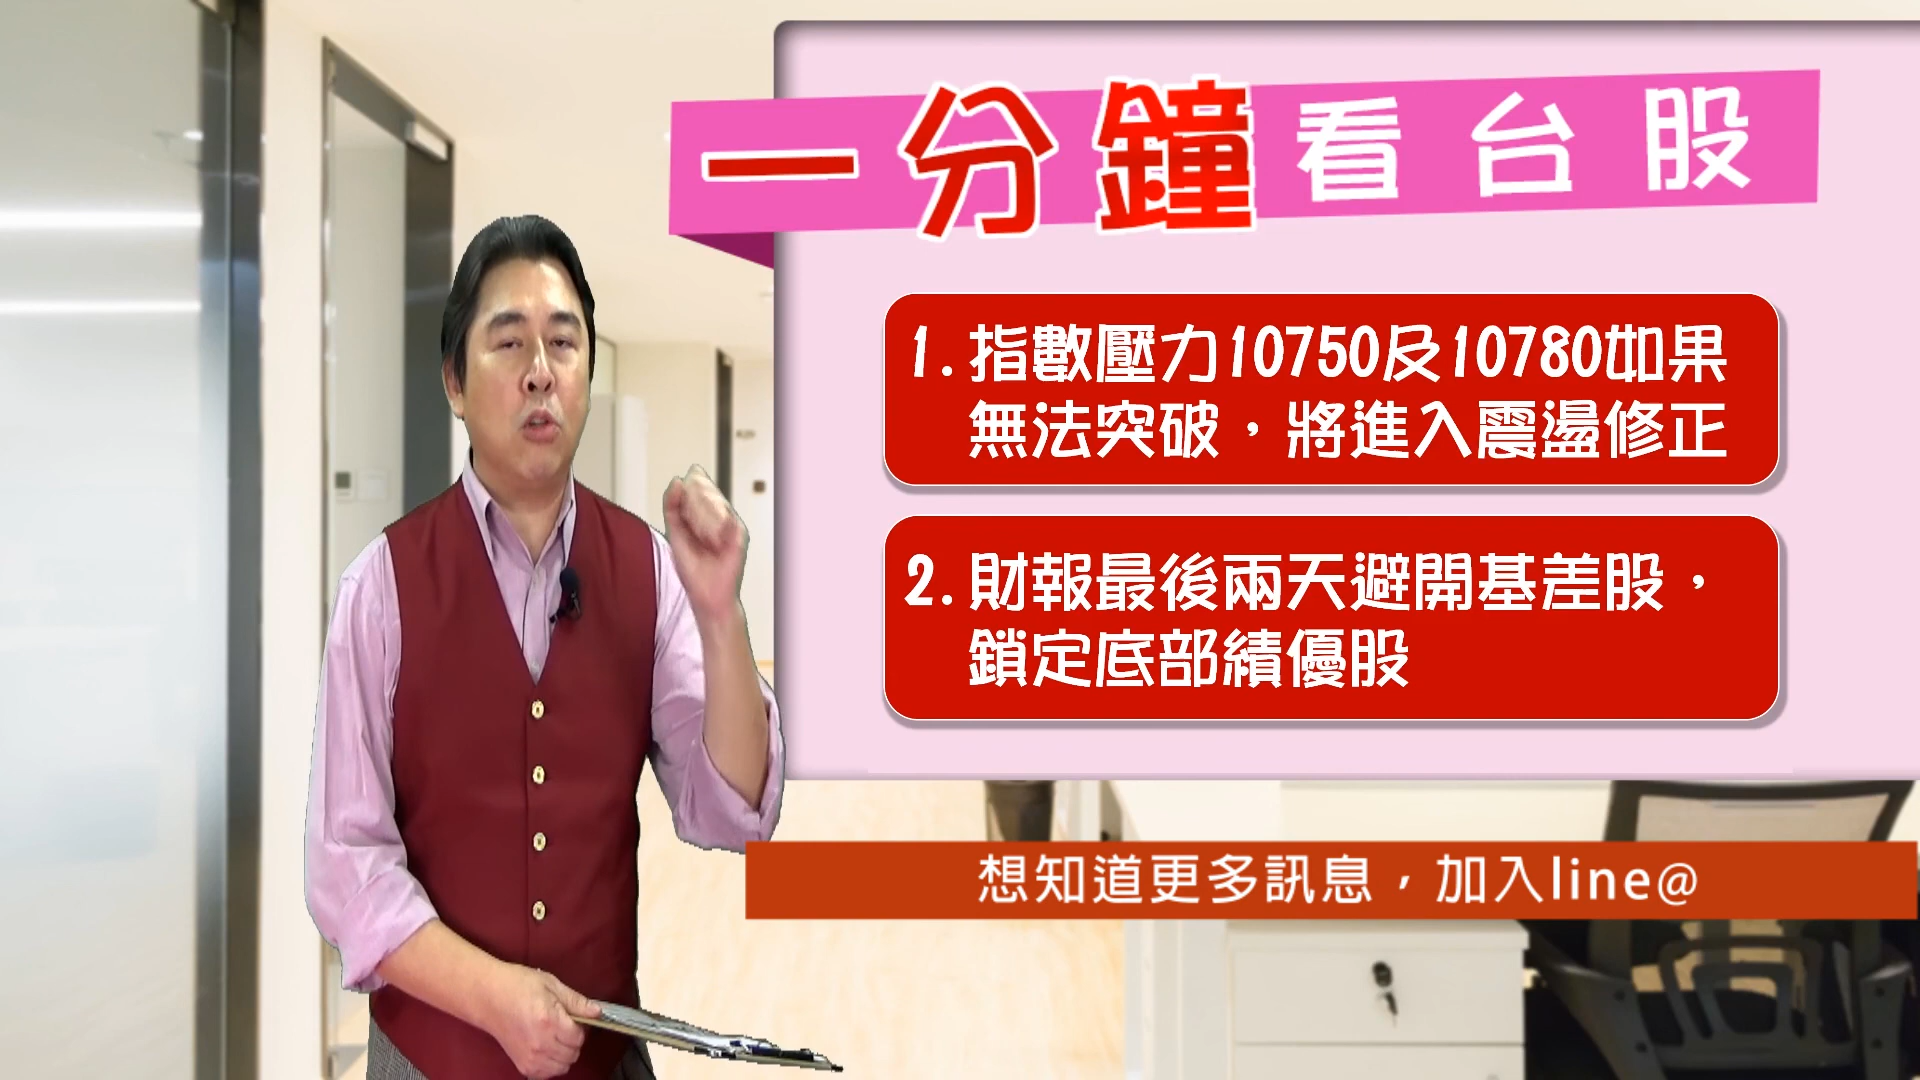 一分鐘看台股
1.指數壓力10750及10780如果
無法突破，將進入震盪修正
2.財報最後兩天避開基差股，
鎖定底部績優股
想知道更多訊息，加入line@